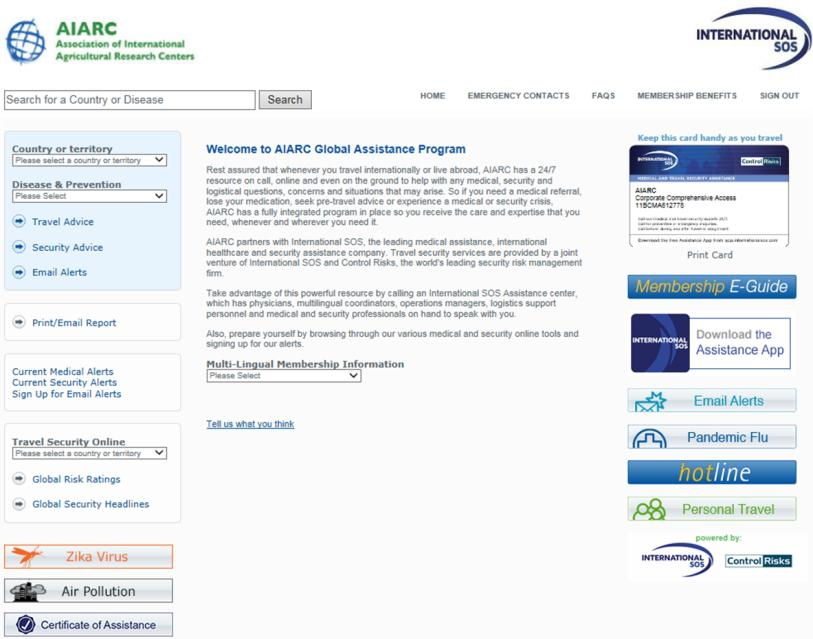 AIARC
Association of International
Agricultural Research Centers
INTERNATIONAL
SOS
Search for a Country or Disease
Search
HOME
EMERGENCY CONTACTS
FAQS
MEMBERSHIP BENEFITS
SIGN OUT
Country or territory
Please select a country or territory
Disease & Prevention
Please Select
Travel Advice
Security Advice
Email Alerts
Print/Email Report
Current Medical Alerts
Current Security Alerts
Sign Up for Email Alerts
Travel Security Online
Please select a country or territory
Global Risk Ratings
Global Security Headlines
Zika Virus
Air Pollution
Certificate of Assistance
Welcome to AIARC Global Assistance Program
Rest assured that whenever you travel internationally or live abroad, AIARC has a 24/7
resource on call, online and even on the ground to help with any medical, security and
logistical questions, concerns and situations that may arise. So if you need a medical referral,
lose your medication, seek pre-travel advice or experience a medical or security crisis,
AIARC has a fully integrated program in place so you receive the care and expertise that you
need, whenever and wherever you need it.
AIARC partners with International SOS, the leading medical assistance, international
healthcare and security assistance company. Travel security services are provided by a joint
venture of International SOS and Control Risks, the world's leading security risk management
firm.
Take advantage of this powerful resource by calling an International SOS Assistance center,
which has physicians, multilingual coordinators, operations managers, logistics support
personnel and medical and security professionals on hand to speak with you.
Also, prepare yourself by browsing through our various medical and security online tools and
signing up for our alerts.
Multi-Lingual Membership Information
Please Select
Tell us what you think
Keep this card handy as you travel
INTERNATIONAL
SOS
Control Risks
MEDICAL AND TRAVEL SECURITY ASSISTANCE
AIARC
Corporate Comprehensive Access
11BCMA812778
Download the free Assistance App from app.internationalsos.com
Print Card
Membership E-Guide
INTERNATIONAL
SOS
Download the
Assistance App
Email Alerts
Pandemic Flu
hotline
Personal Travel
powered by:
INTERNATIONAL
SOS
Control Risks